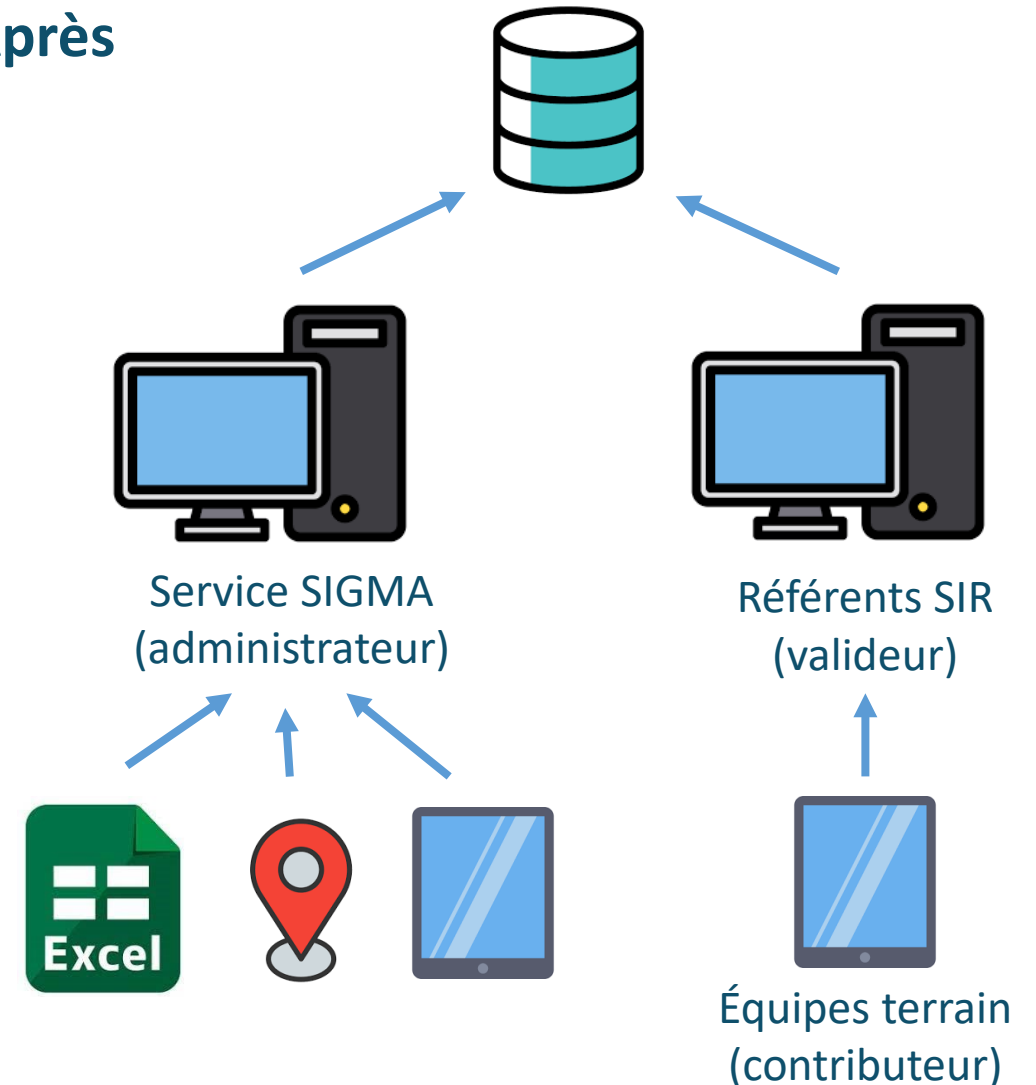 près
Service SIGMA
(administrateur)
Référents SIR
(valideur)
Excel
Équipes terrain
(contributeur)